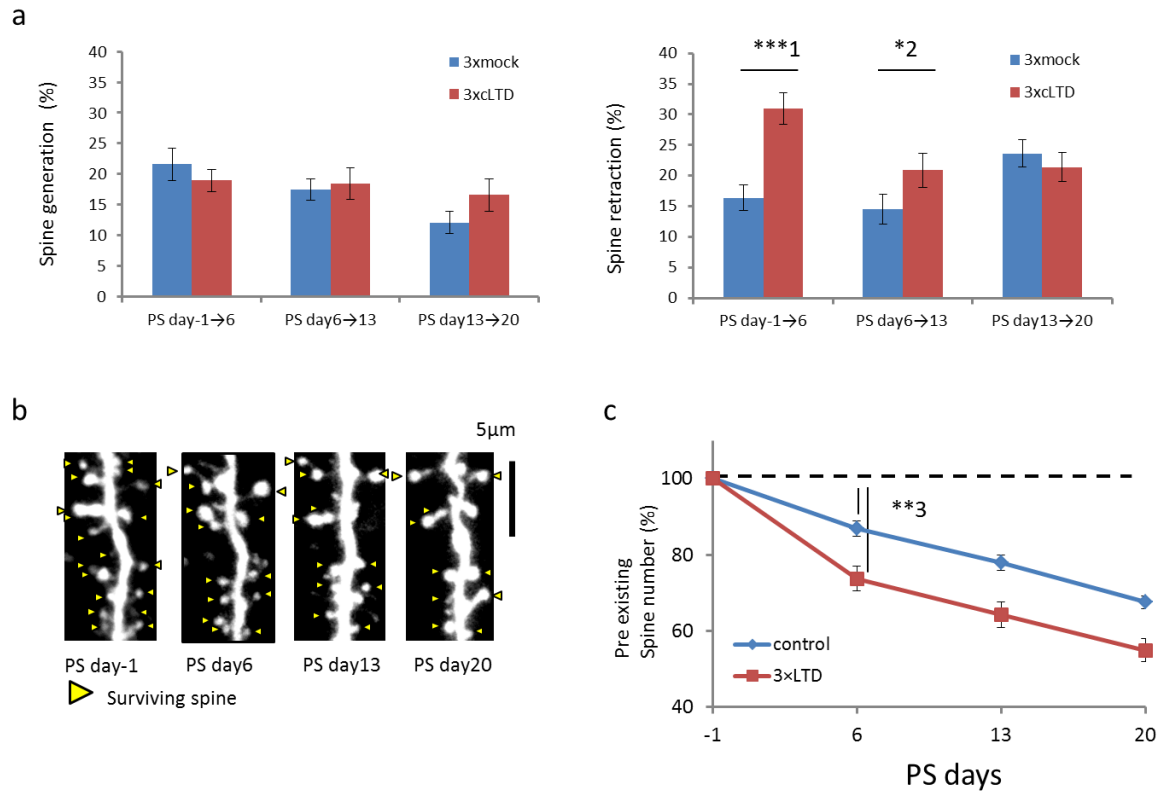 a
Spine generation (%)
40
35
30
25
20
15
10
5
0
3xmock
3xcLTD
PS day-1→6
PS day6→13
PS day13→20
Spine retraction (%)
40
35
30
25
20
15
10
5
0
***1
*2
3xmock
3xcLTD
PS day-1→6
PS day6→13
PS day13→20
b
5μm
PS day-1
PS day6
PS day13
PS day20
Surviving spine
c
Pre existing
Spine number (%)
100
80
60
40
**3
control
3×LTD
-1
6
13
20
PS days